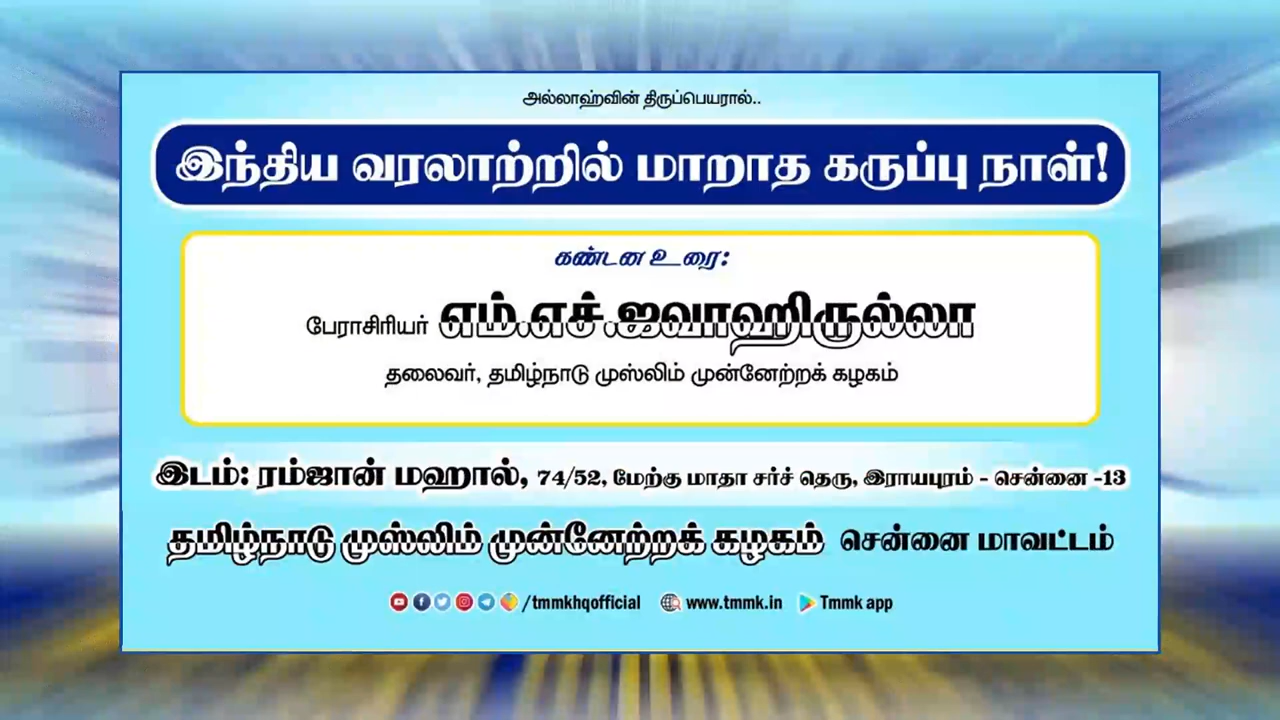 அல்லாஹ்வின் திருப்பெயரால்..
இந்திய வரலாற்றில் மாறாத கருப்பு நாள்!
கண்டன உரை:
பேராசிரியர் எம்.எச்.ஜவாஹிருல்லா
தலைவர், தமிழ்நாடு முஸ்லிம் முன்னேற்றக் கழகம்
இடம்: ரம்ஜான் மஹால், 74/52, மேற்கு மாதா சர்ச் தெரு, இராயபுரம் - சென்னை -13
தமிழ்நாடு முஸ்லிம் முன்னேற்றக் கழகம் சென்னை மாவட்டம்
/tmmkhqofficial www.tmmk.in Tmmk app